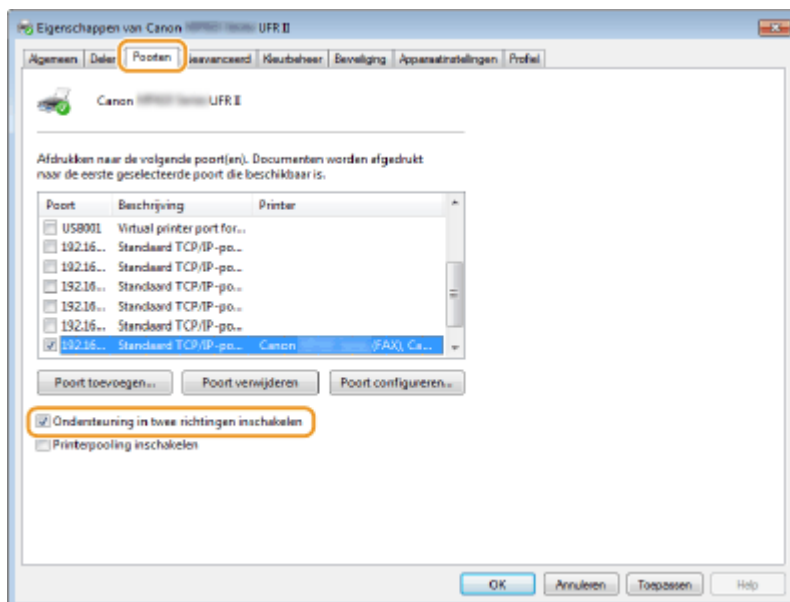 Eigenschappen van Canon UFR II
Algemeen Delen Poorten Geavanceerd Kleurbeheer Beveiliging Apparaatinstellingen Profiel
Canon UFR II
Afdrukken naar de volgende poort(en). Documenten worden afgedrukt
naar de eerste geselecteerde poort die beschikbaar is.
Poort Beschrijving Printer
USB001 Virtual printer port for...
192.16... Standaard TCP/IP-po...
192.16... Standaard TCP/IP-po...
192.16... Standaard TCP/IP-po...
192.16... Standaard TCP/IP-po...
192.16... Standaard TCP/IP-po...
192.16... Standaard TCP/IP-po... Canon (FAX), Ca...
Poort toevoegen... Poort verwijderen Poort configureren...
Ondersteuning in twee richtingen inschakelen
Printerpooling inschakelen
OK Annuleren Toepassen Help